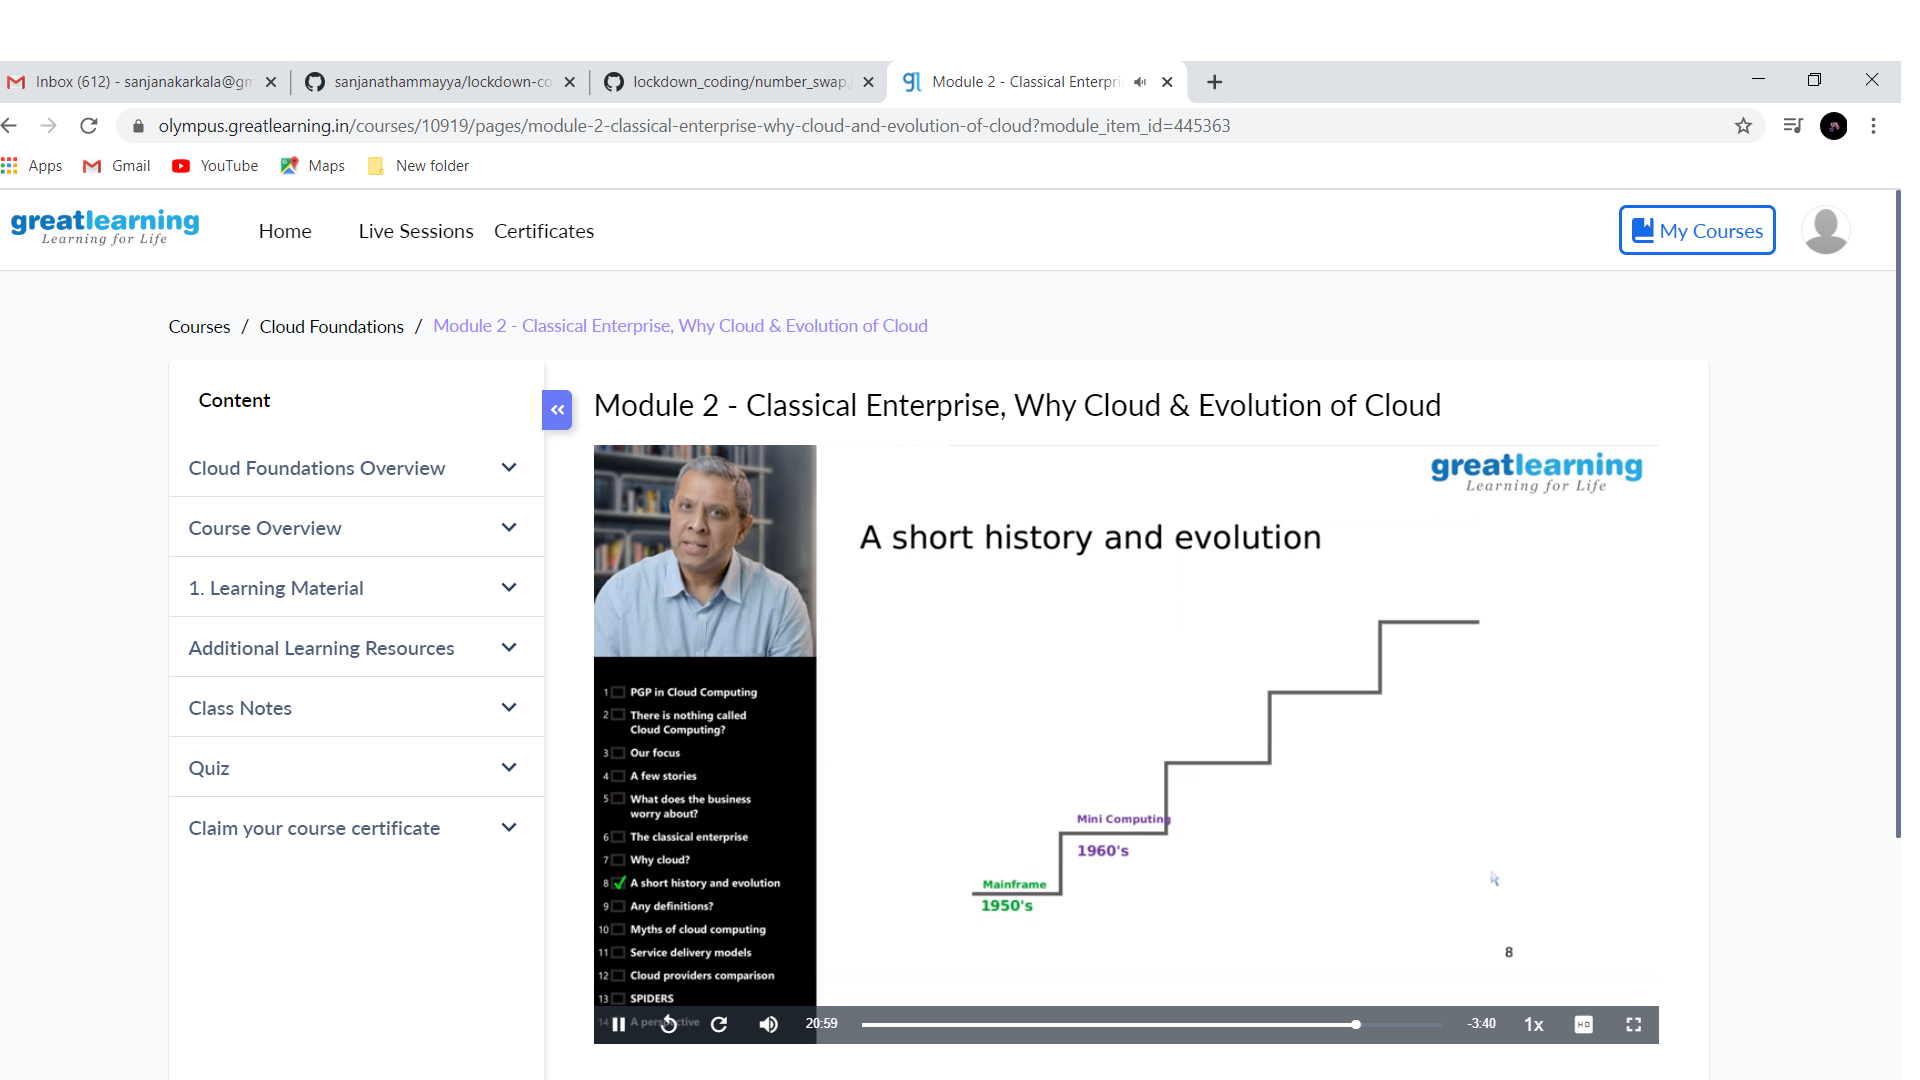 Inbox (612) - sanjanakarkala@gm
sanjanathammayya/lockdown-co
lockdown_coding/number_swap.
Module 2 - Classical Enterpri
olympus.greatlearning.in/courses/10919/pages/module-2-classical-enterprise-why-cloud-and-evolution-of-cloud?module_item_id=445363
Apps
Gmail
YouTube
Maps
New folder
greatlearning
Learning for Life
Home
Live Sessions
Certificates
My Courses
Courses / Cloud Foundations / Module 2 - Classical Enterprise, Why Cloud & Evolution of Cloud
Content
Cloud Foundations Overview
Course Overview
1. Learning Material
Additional Learning Resources
Class Notes
Quiz
Claim your course certificate
Module 2 - Classical Enterprise, Why Cloud & Evolution of Cloud
greatlearning
Learning for Life
A short history and evolution
1 PGP in Cloud Computing
2 There is nothing called
Cloud Computing?
3 Our focus
4 A few stories
5 What does the business
worry about?
6 The classical enterprise
7 Why cloud?
8 A short history and evolution
9 Any definitions?
10 Myths of cloud computing
11 Service delivery models
12 Cloud providers comparison
13 SPIDERS
14 A perspective
Mini Computing
1960's
Mainframe
1950's
8
20:59
-3:40
1x
HD